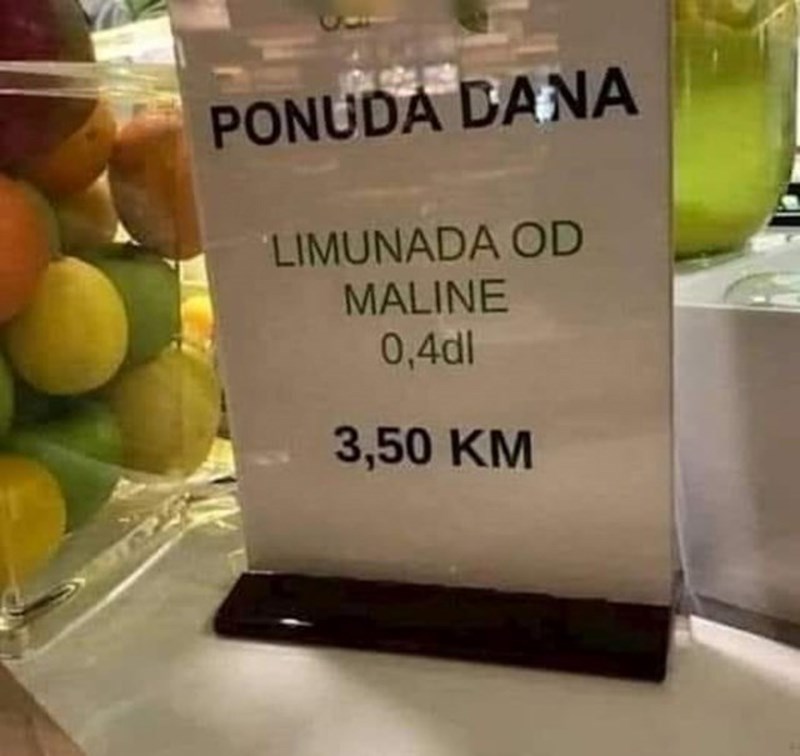 PONUDA DANA
LIMUNADA OD
MALINE
0,4dl
3,50 KM